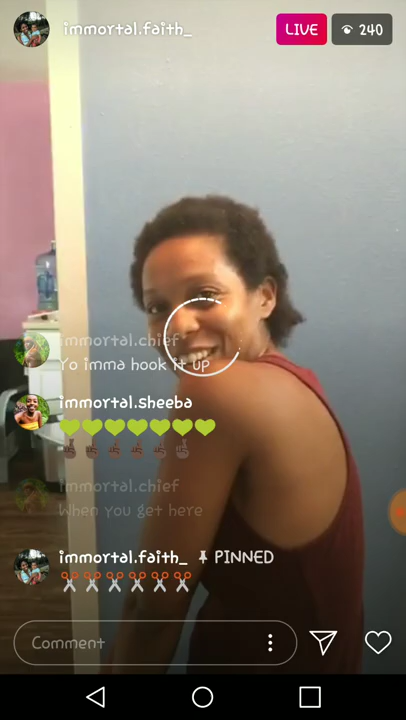 immortal.faith_
LIVE
240
immortal.chief
Yo imma hook it up
immortal.sheeba
immortal.chief
When you get here
immortal.faith_ PINNED
Comment